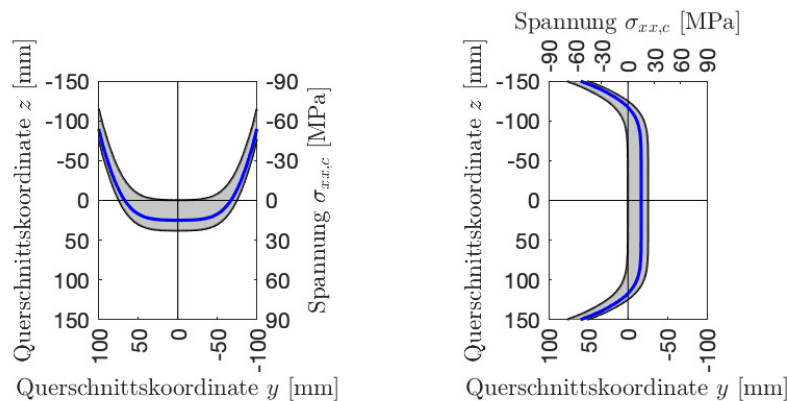 Spannung σxx,c [MPa]
-90 -60 -30 0 30 60 90
Querschnittskoordinate z [mm]
-150 -100 -50 0 50 100 150
-90 -60 -30 0 30 60 90
Spannung σxx,c [MPa]
100 50 0 -50 -100
Querschnittskoordinate y [mm]
Querschnittskoordinate z [mm]
-150 -100 -50 0 50 100 150
100 50 0 -50 -100
Querschnittskoordinate y [mm]